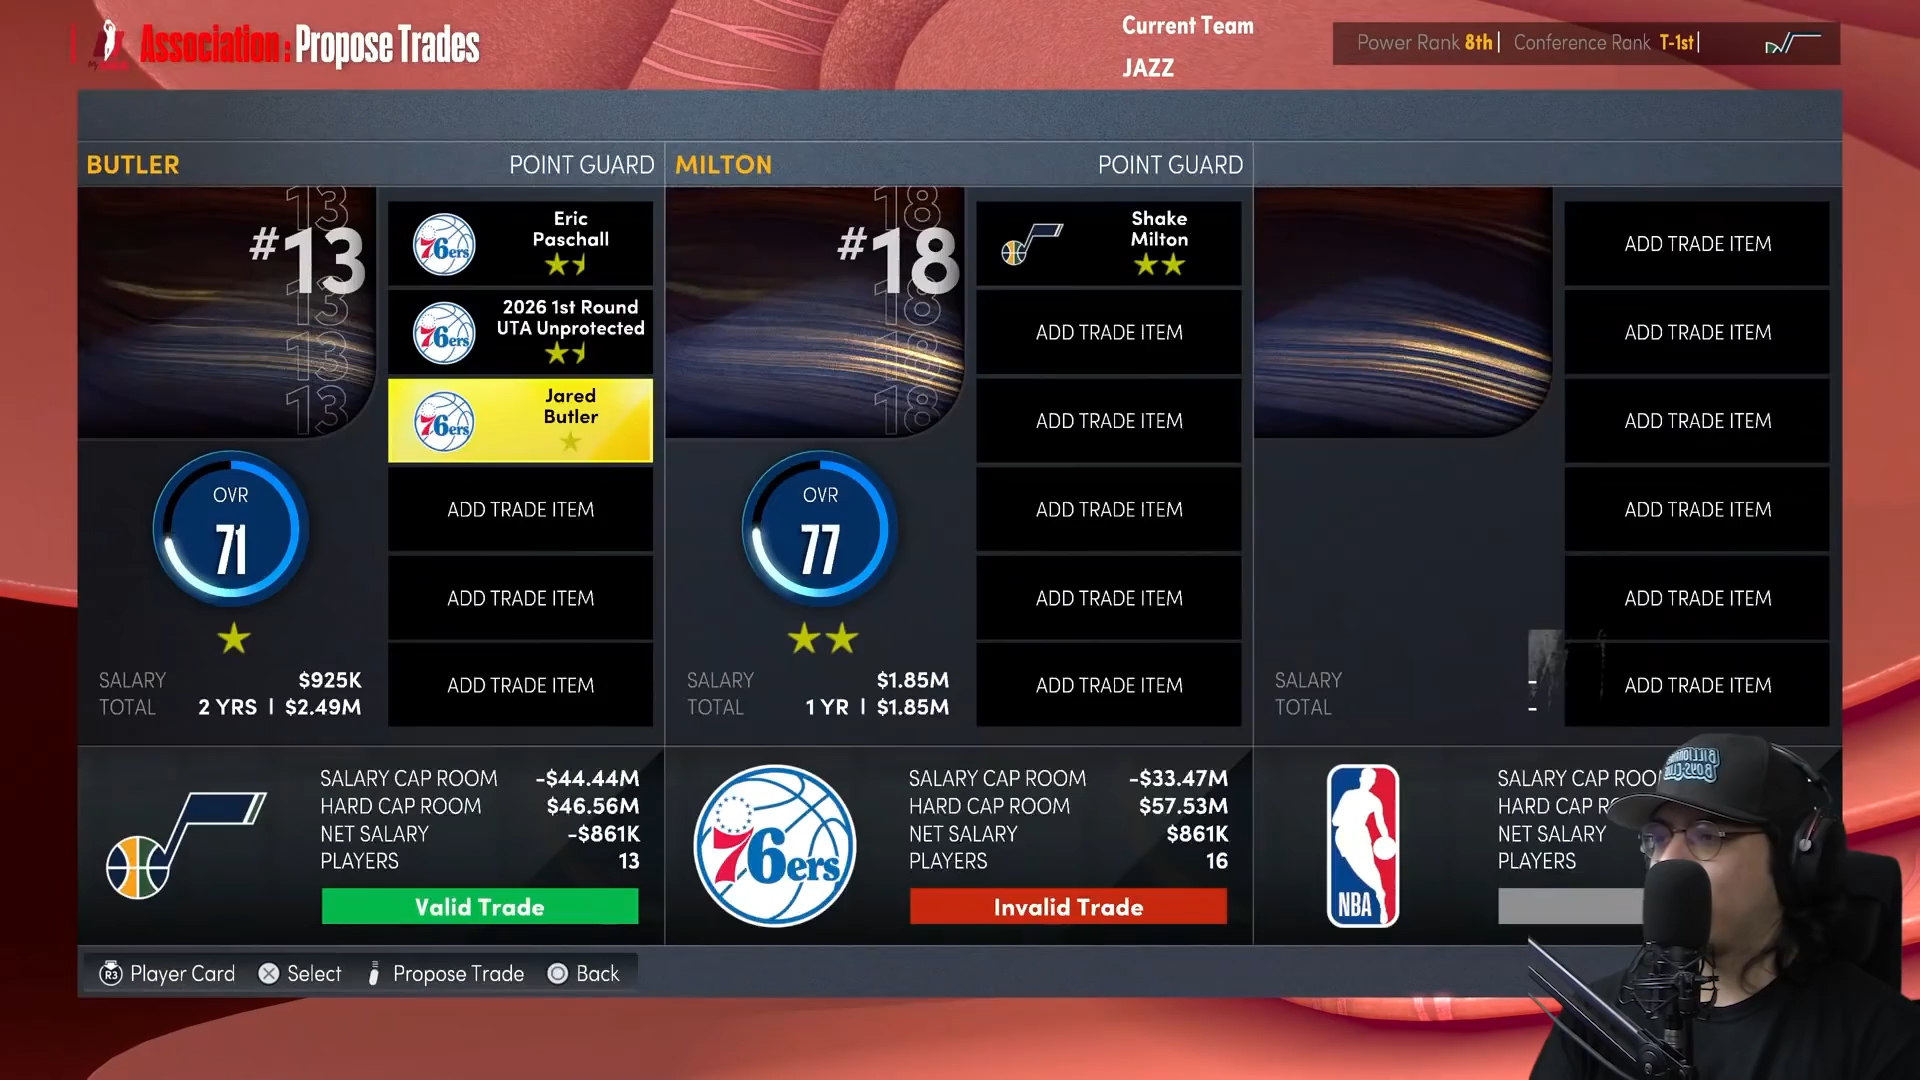 Association : Propose Trades
Current Team
JAZZ
Power Rank 8th | Conference Rank T-1st |
BUTLER POINT GUARD
MILTON POINT GUARD
#13
Eric
Paschall
2026 1st Round
UTA Unprotected
Jared
Butler
ADD TRADE ITEM
ADD TRADE ITEM
ADD TRADE ITEM
OVR
71
SALARY $925K
TOTAL 2 YRS | $2.49M
#18
Shake
Milton
ADD TRADE ITEM
ADD TRADE ITEM
ADD TRADE ITEM
ADD TRADE ITEM
ADD TRADE ITEM
OVR
77
SALARY $1.85M
TOTAL 1 YR | $1.85M
ADD TRADE ITEM
ADD TRADE ITEM
ADD TRADE ITEM
ADD TRADE ITEM
ADD TRADE ITEM
ADD TRADE ITEM
SALARY -
TOTAL -
SALARY CAP ROOM -$44.44M
HARD CAP ROOM $46.56M
NET SALARY -$861K
PLAYERS 13
Valid Trade
76ers
SALARY CAP ROOM -$33.47M
HARD CAP ROOM $57.53M
NET SALARY $861K
PLAYERS 16
Invalid Trade
NBA
SALARY CAP
HARD CAP
NET SALARY
PLAYERS
R3 Player Card Select Propose Trade Back